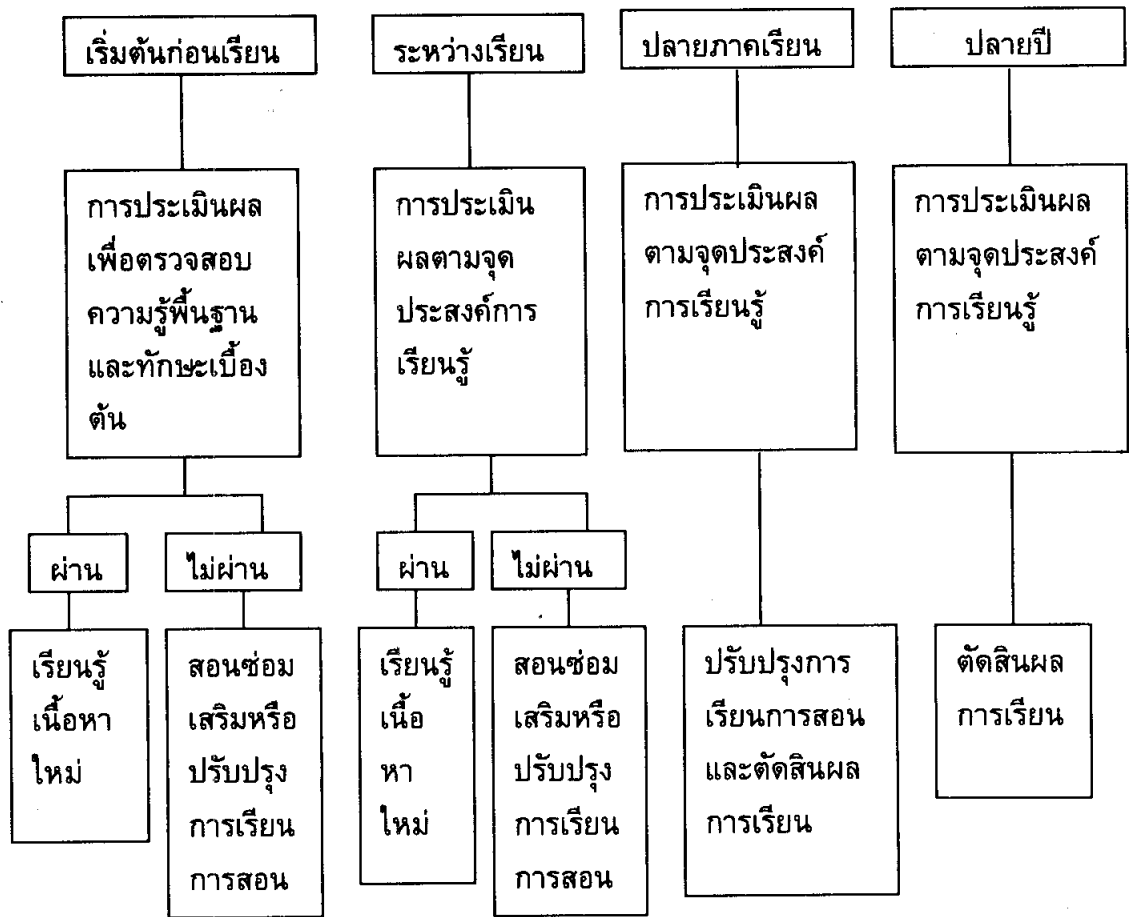 เริ่มต้นก่อนเรียน
ระหว่างเรียน
ปลายภาคเรียน
ปลายปี
การประเมินผล
เพื่อตรวจสอบ
ความรู้พื้นฐาน
และทักษะเบื้อง
ต้น
การประเมิน
ผลตามจุด
ประสงค์การ
เรียนรู้
การประเมินผล
ตามจุดประสงค์
การเรียนรู้
การประเมินผล
ตามจุดประสงค์
การเรียนรู้
ผ่าน
ไม่ผ่าน
ผ่าน
ไม่ผ่าน
เรียนรู้
เนื้อหา
ใหม่
สอนซ่อม
เสริมหรือ
ปรับปรุง
การเรียน
การสอน
เรียนรู้
เนื้อ
หา
ใหม่
สอนซ่อม
เสริมหรือ
ปรับปรุง
การเรียน
การสอน
ปรับปรุงการ
เรียนการสอน
และตัดสินผล
การเรียน
ตัดสินผล
การเรียน